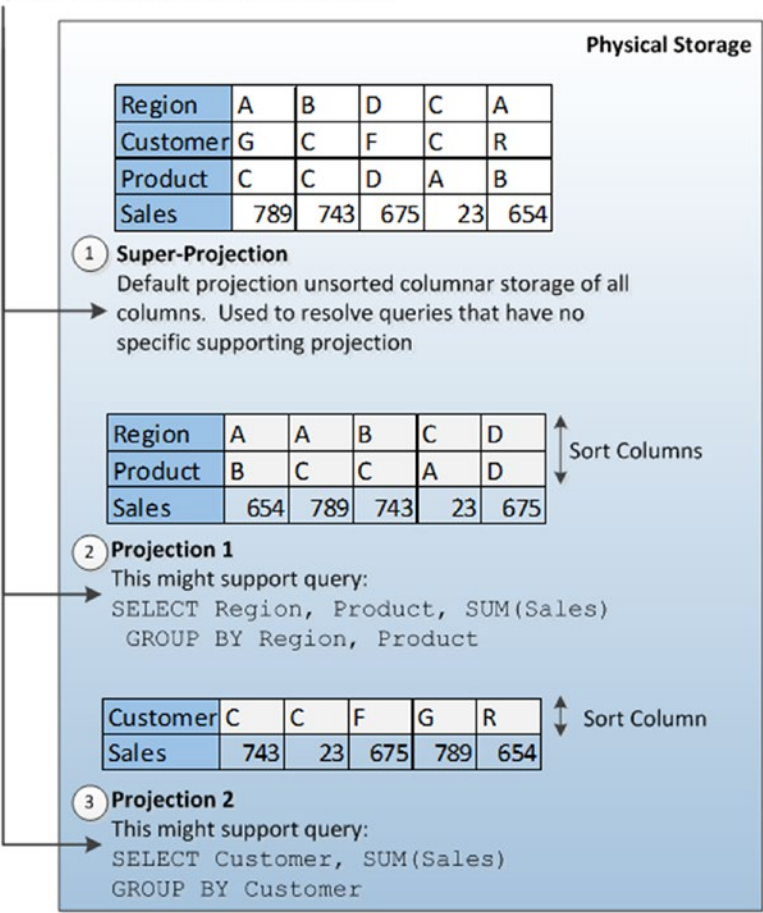 Physical Storage
Region A B D C A
Customer G C F C R
Product C C D A B
Sales 789 743 675 23 654
1 Super-Projection
Default projection unsorted columnar storage of all
columns. Used to resolve queries that have no
specific supporting projection
Region A A B C D
Product B C C A D
Sort Columns
Sales 654 789 743 23 675
2 Projection 1
This might support query:
SELECT Region, Product, SUM(Sales)
GROUP BY Region, Product
Customer C C F G R
Sort Column
Sales 743 23 675 789 654
3 Projection 2
This might support query:
SELECT Customer, SUM(Sales)
GROUP BY Customer